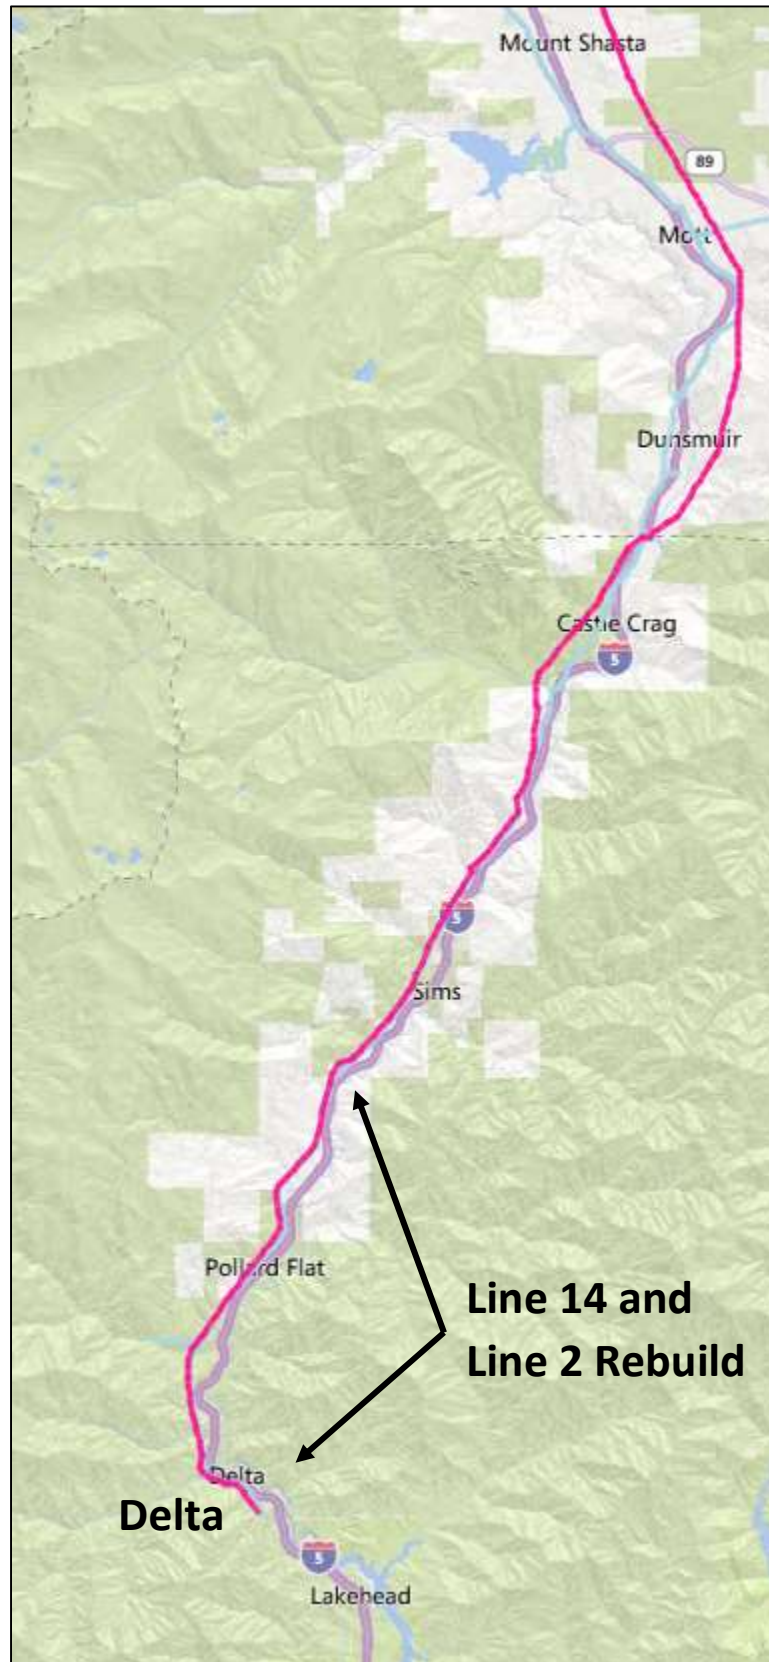 Mount Shasta
89
Mott
Dunsmuir
Castle Crag
5
5
Sims
Pollard Flat
Line 14 and
Line 2 Rebuild
Delta
Delta
5
Lakehead